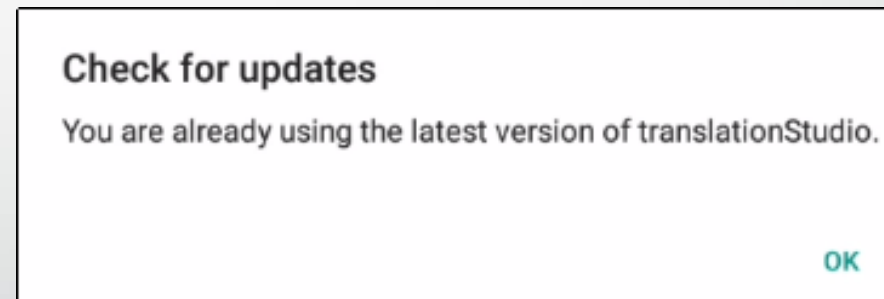 Check for updates
You are already using the latest version of translationStudio.
OK